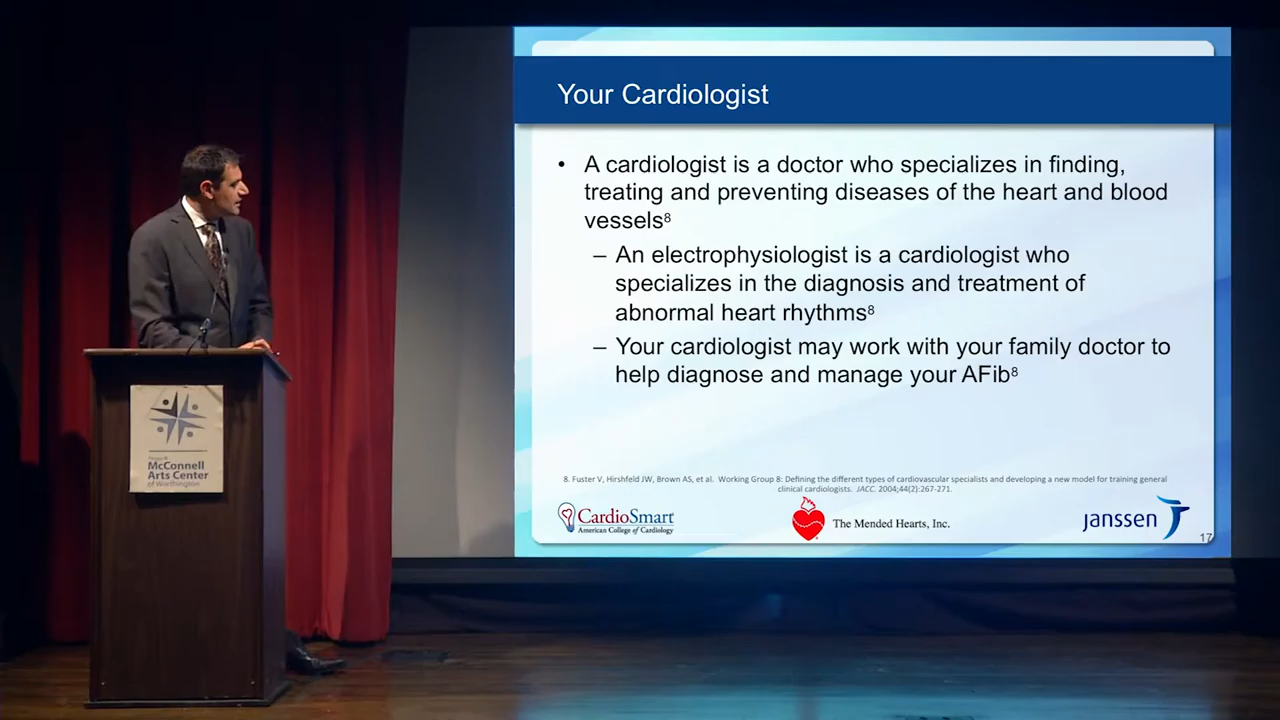 Your Cardiologist
• A cardiologist is a doctor who specializes in finding,
treating and preventing diseases of the heart and blood
vessels⁸
– An electrophysiologist is a cardiologist who
specializes in the diagnosis and treatment of
abnormal heart rhythms⁸
– Your cardiologist may work with your family doctor to
help diagnose and manage your AFib⁸
8. Fuster V, Hirshfeld JW, Brown AS, et al. Working Group 8: Defining the different types of cardiovascular specialists and developing a new model for training general
clinical cardiologists. JACC. 2004;44(2):267-271.
CardioSmart
American College of Cardiology
The Mended Hearts, Inc.
janssen
17
McConnell
Arts Center
of Worthington